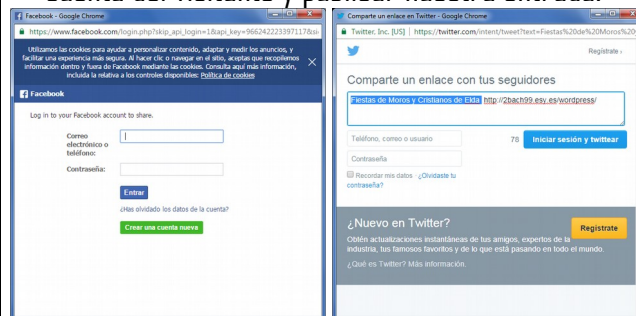 cuenta del visitante y publicar nuestra entrada.
Facebook - Google Chrome
https://www.facebook.com/login.php?skip_api_login=1&api_key=966242223397117&si
Utilizamos las cookies para ayudar a personalizar contenido, adaptar y medir los anuncios, y
facilitar una experiencia más segura. Al hacer clic o navegar en el sitio, aceptas que recopilemos
información dentro y fuera de Facebook mediante las cookies. Consulta aquí más información,
incluida la relativa a los controles disponibles: Política de cookies
Facebook
Log in to your Facebook account to share.
Correo
electrónico o
teléfono:
Contraseña:
Entrar
¿Has olvidado los datos de la cuenta?
Crear una cuenta nueva
Comparte un enlace en Twitter - Google Chrome
Twitter, Inc. [US] https://twitter.com/intent/tweet?text=Fiestas%20de%20Moros%20
Regístrate ›
Comparte un enlace con tus seguidores
Fiestas de Moros y Cristianos de Elda http://2bach99.esy.es/wordpress/
Teléfono, correo o usuario
78
Iniciar sesión y twittear
Contraseña
Recordar mis datos · ¿Olvidaste tu
contraseña?
¿Nuevo en Twitter?
Regístrate
Obtén actualizaciones instantáneas de tus amigos, expertos de la
industria, tus famosos favoritos y de lo que está pasando en todo el mundo.
¿Qué es Twitter? Más información.